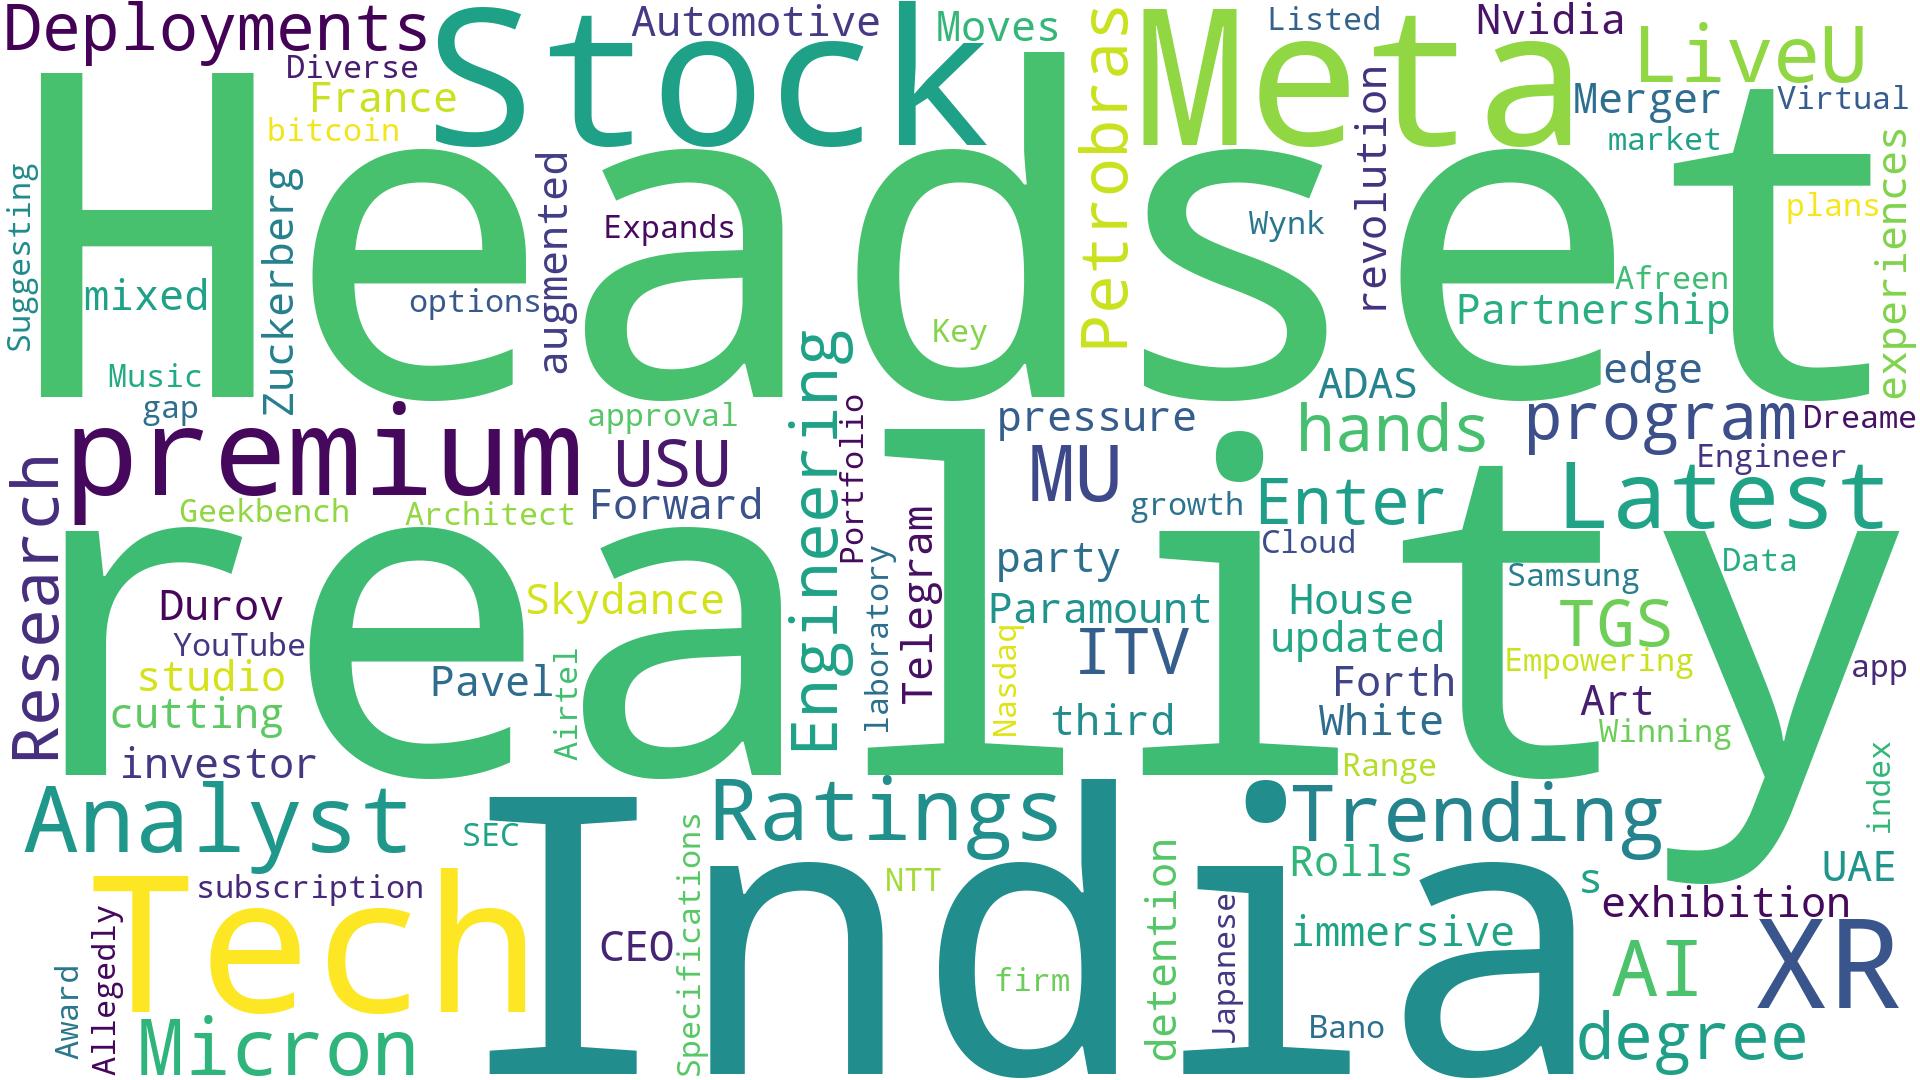 Deployments
Stock
Automotive
Moves
Petrobras
Meta
Listed
Nvidia
LiveU
Diverse
France
bitcoin
Merger
Virtual
market
revolution
experiences
Headset
Suggesting
Zuckerberg
augmented
Expands
Wynk
plans
mixed
options
Key
Afreen
Partnership
Music
gap
approval
Engineering
Portfolio
pressure
ADAS
edge
hands
program
Dreame
premium
USU
MU
Engineer
Research
Geekbench
Architect
Forward
growth
Enter
Latest
reality
laboratory
Telegram
party
Cloud
Samsung
Data
Durov
Skydance
Paramount
House
TGS
YouTube
Nasdaq
ITV
updated
Empowering
app
studio
Pavel
Airtel
Forth
Art
cutting
third
White
Winning
investor
Range
index
Analyst
SEC
Ratings
Trending
India
Specifications
Rolls
s
UAE
Tech
subscription
NTT
detention
exhibition
Allegedly
Award
CEO
Japanese
immersive
AI
XR
firm
Micron
Bano
degree